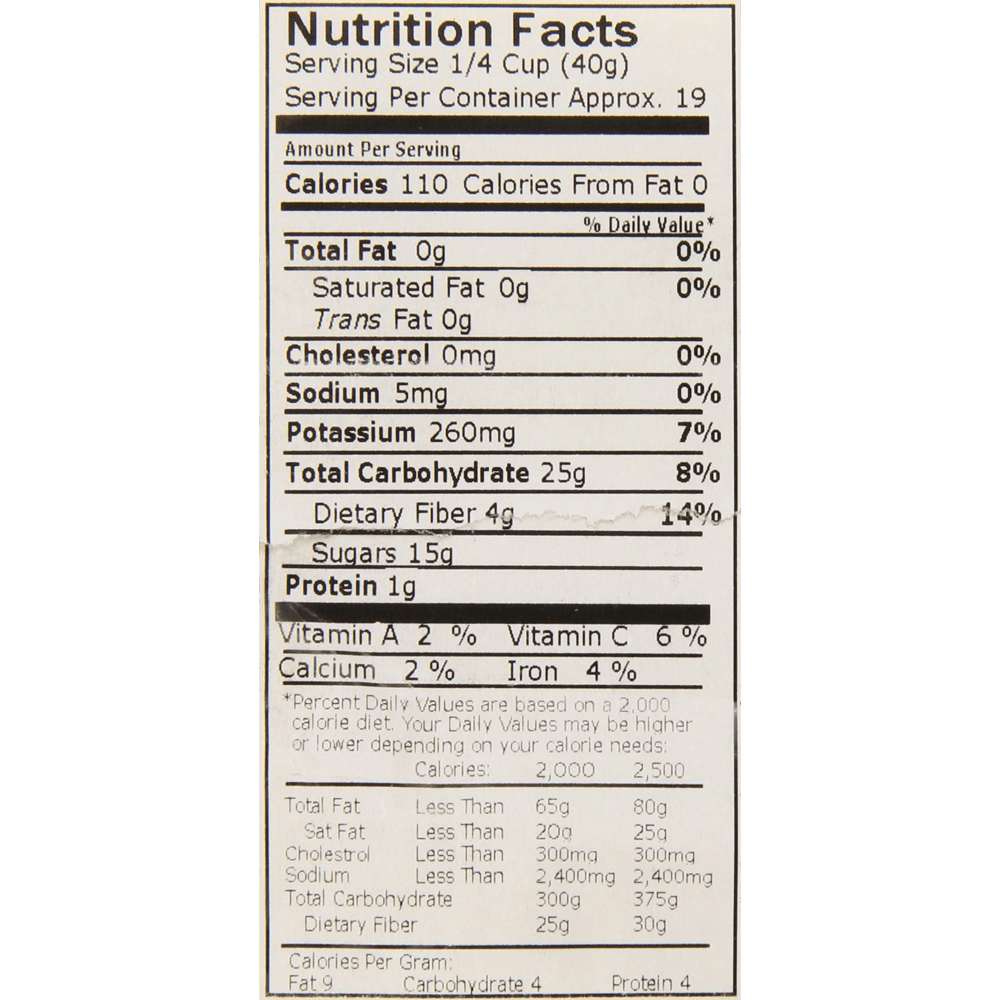 Nutrition Facts
Serving Size 1/4 Cup (40g)
Serving Per Container Approx. 19
Amount Per Serving
Calories 110 Calories From Fat 0
% Daily Value*
Total Fat 0g 0%
Saturated Fat 0g 0%
Trans Fat 0g
Cholesterol 0mg 0%
Sodium 5mg 0%
Potassium 260mg 7%
Total Carbohydrate 25g 8%
Dietary Fiber 4g 14%
Sugars 15g
Protein 1g
Vitamin A 2 % Vitamin C 6 %
Calcium 2 % Iron 4 %
*Percent Daily Values are based on a 2,000
calorie diet. Your Daily Values may be higher
or lower depending on your calorie needs:
Calories: 2,000 2,500
Total Fat Less Than 65g 80g
Sat Fat Less Than 20g 25g
Cholestrol Less Than 300mg 300mg
Sodium Less Than 2,400mg 2,400mg
Total Carbohydrate 300g 375g
Dietary Fiber 25g 30g
Calories Per Gram:
Fat 9 Carbohydrate 4 Protein 4